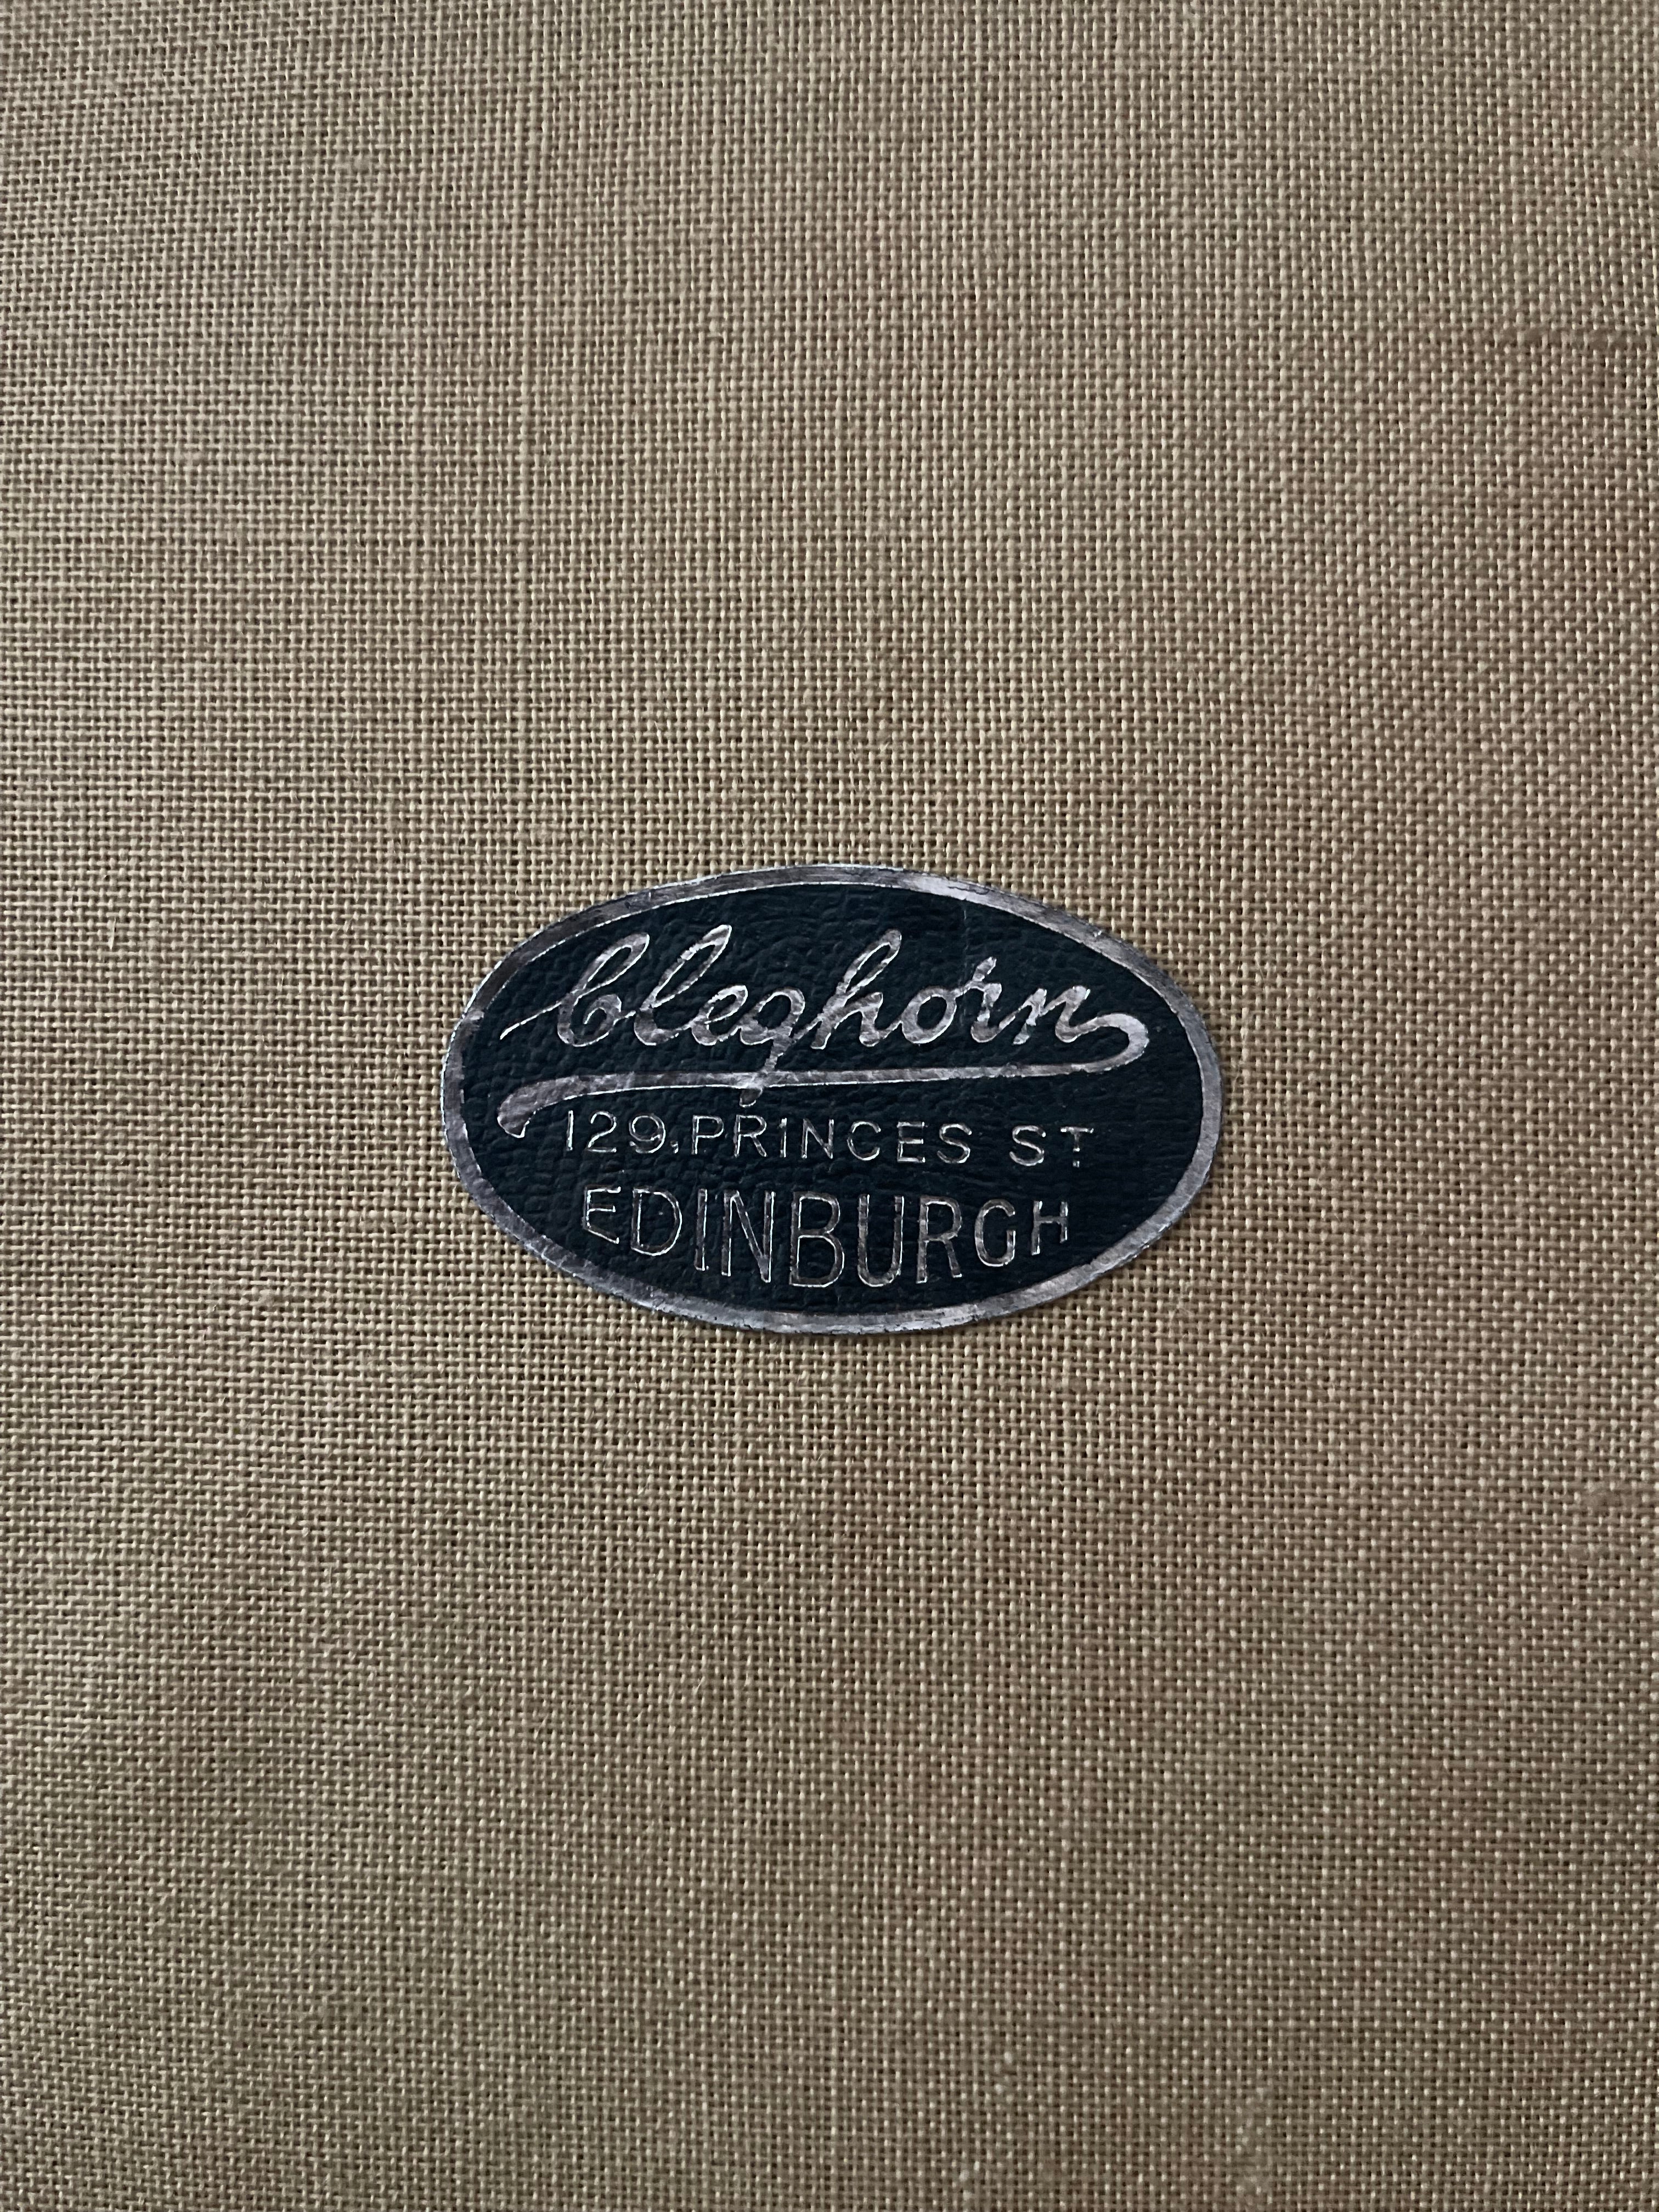 Cleghorn
129, PRINCES ST
EDINBURGH